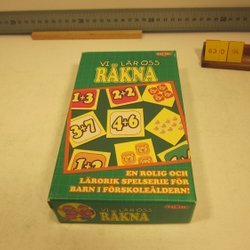 VI LÄR OSS
RÄKNA
1+3
2+2
3+7
4+6
1+2
EN ROLIG OCH
LÄRORIK SPELSERIE FÖR
BARN I FÖRSKOLEÅLDERN!
VI LÄR OSS
RÄKNA